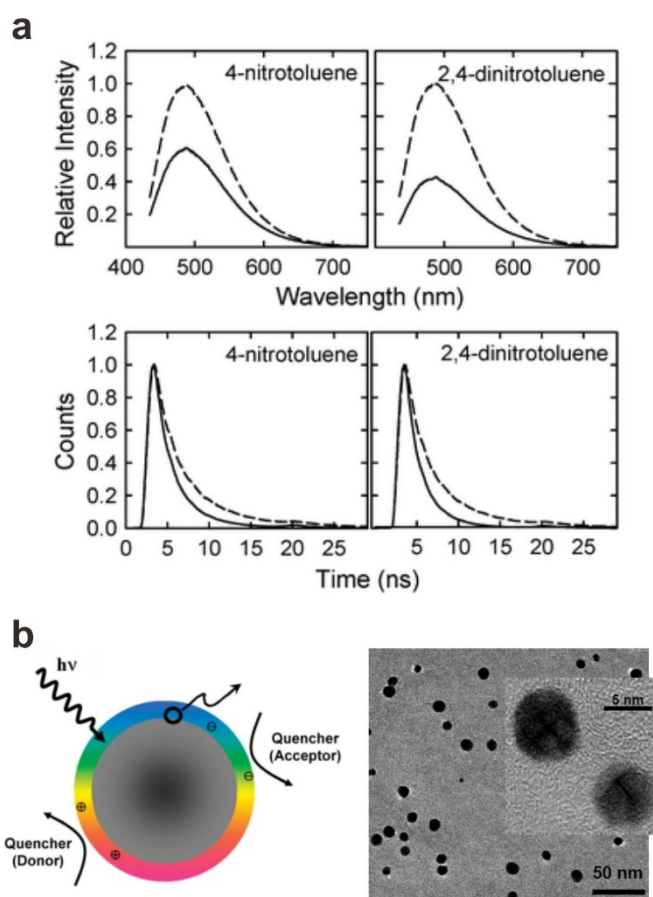 a
4-nitrotoluene
2,4-dinitrotoluene
Relative Intensity
1.2
1.0
0.8
0.6
0.4
0.2
400 500 600 700 500 600 700
Wavelength (nm)
4-nitrotoluene
2,4-dinitrotoluene
Counts
1.2
1.0
0.8
0.6
0.4
0.2
0.0
0 5 10 15 20 25 5 10 15 20 25
Time (ns)
b
hν
Quencher
(Acceptor)
Quencher
(Donor)
⊖
⊖
⊕
⊕
5 nm
50 nm